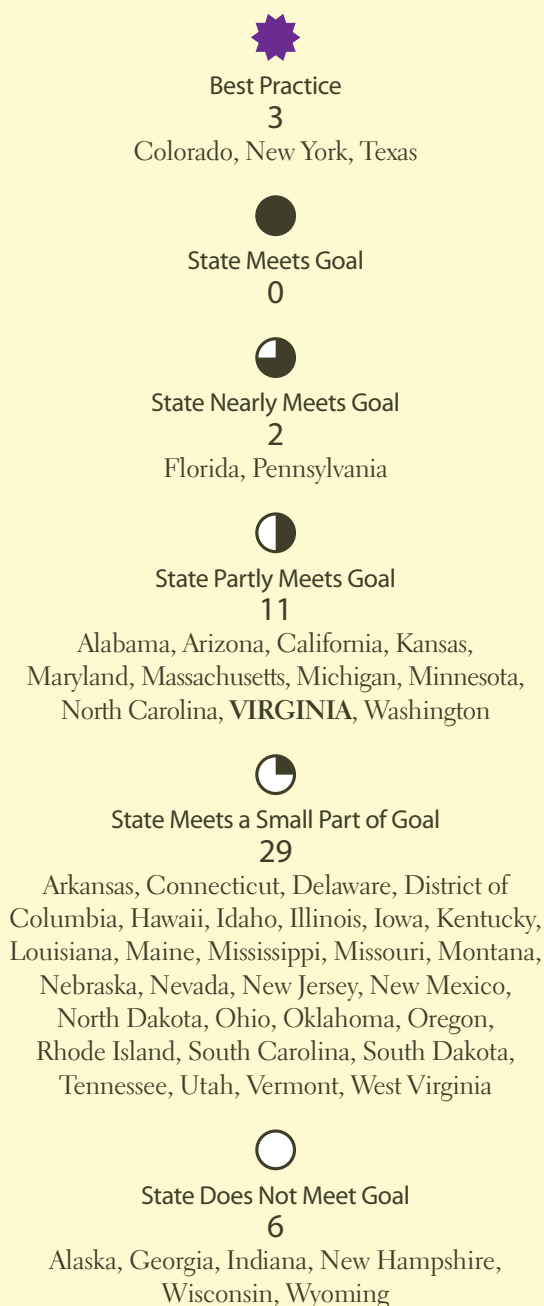 Best Practice
3
Colorado, New York, Texas
State Meets Goal
0
State Nearly Meets Goal
2
Florida, Pennsylvania
State Partly Meets Goal
11
Alabama, Arizona, California, Kansas,
Maryland, Massachusetts, Michigan, Minnesota,
North Carolina, VIRGINIA, Washington
State Meets a Small Part of Goal
29
Arkansas, Connecticut, Delaware, District of
Columbia, Hawaii, Idaho, Illinois, Iowa, Kentucky,
Louisiana, Maine, Mississippi, Missouri, Montana,
Nebraska, Nevada, New Jersey, New Mexico,
North Dakota, Ohio, Oklahoma, Oregon,
Rhode Island, South Carolina, South Dakota,
Tennessee, Utah, Vermont, West Virginia
State Does Not Meet Goal
6
Alaska, Georgia, Indiana, New Hampshire,
Wisconsin, Wyoming